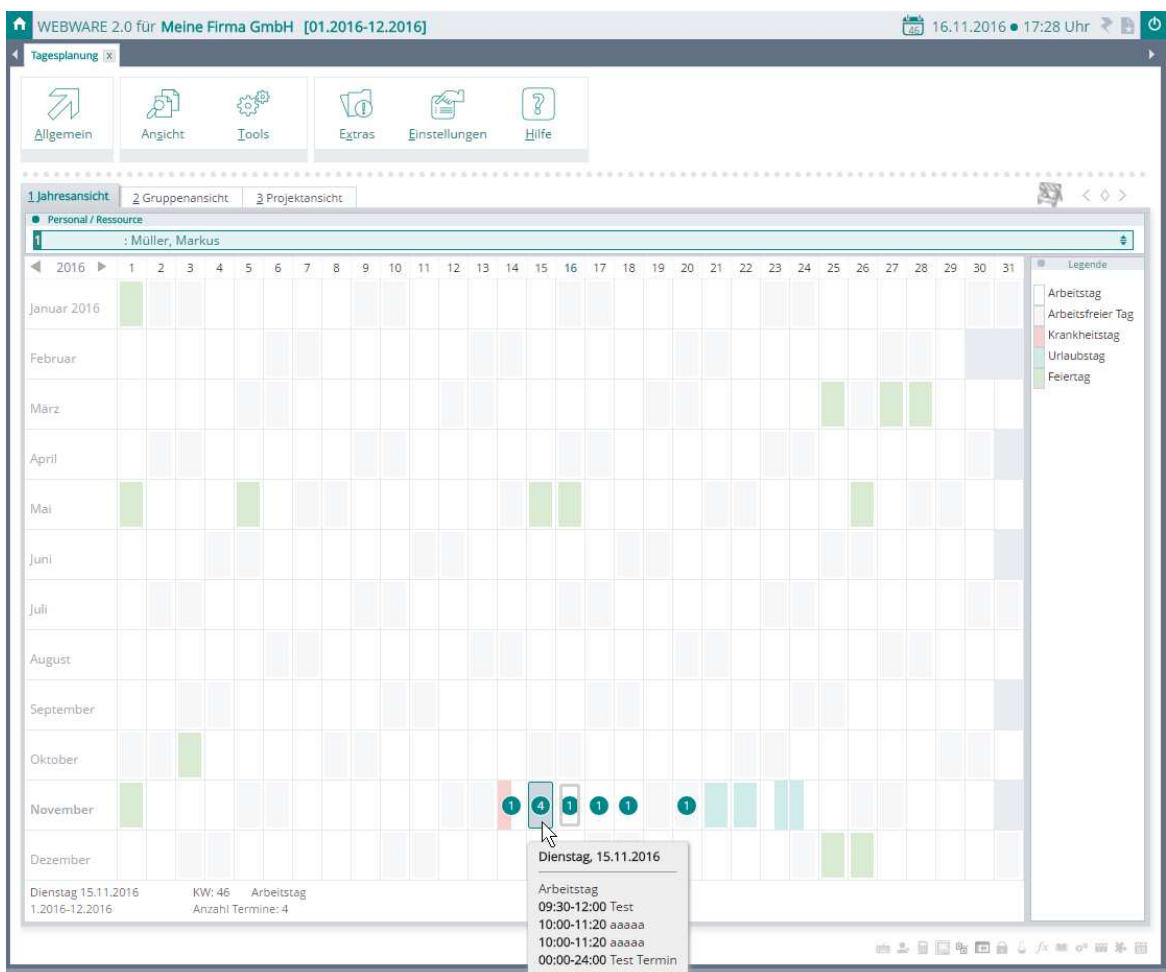 WEBWARE 2.0 für Meine Firma GmbH [01.2016-12.2016] 46 16.11.2016 ● 17:28 Uhr
Tagesplanung x
Allgemein Ansicht Tools Extras Einstellungen Hilfe
1 Jahresansicht 2 Gruppenansicht 3 Projektansicht
Personal / Ressource
1 : Müller, Markus
2016 1 2 3 4 5 6 7 8 9 10 11 12 13 14 15 16 17 18 19 20 21 22 23 24 25 26 27 28 29 30 31 Legende
Arbeitstag
Arbeitsfreier Tag
Krankheitstag
Urlaubstag
Feiertag
Januar 2016
Februar
März
April
Mai
Juni
Juli
August
September
Oktober
November 1 4 1 1 1 1
Dezember
Dienstag, 15.11.2016
Arbeitstag
09:30-12:00 Test
10:00-11:20 aaaaa
10:00-11:20 aaaaa
00:00-24:00 Test Termin
Dienstag 15.11.2016 KW: 46 Arbeitstag
1.2016-12.2016 Anzahl Termine: 4